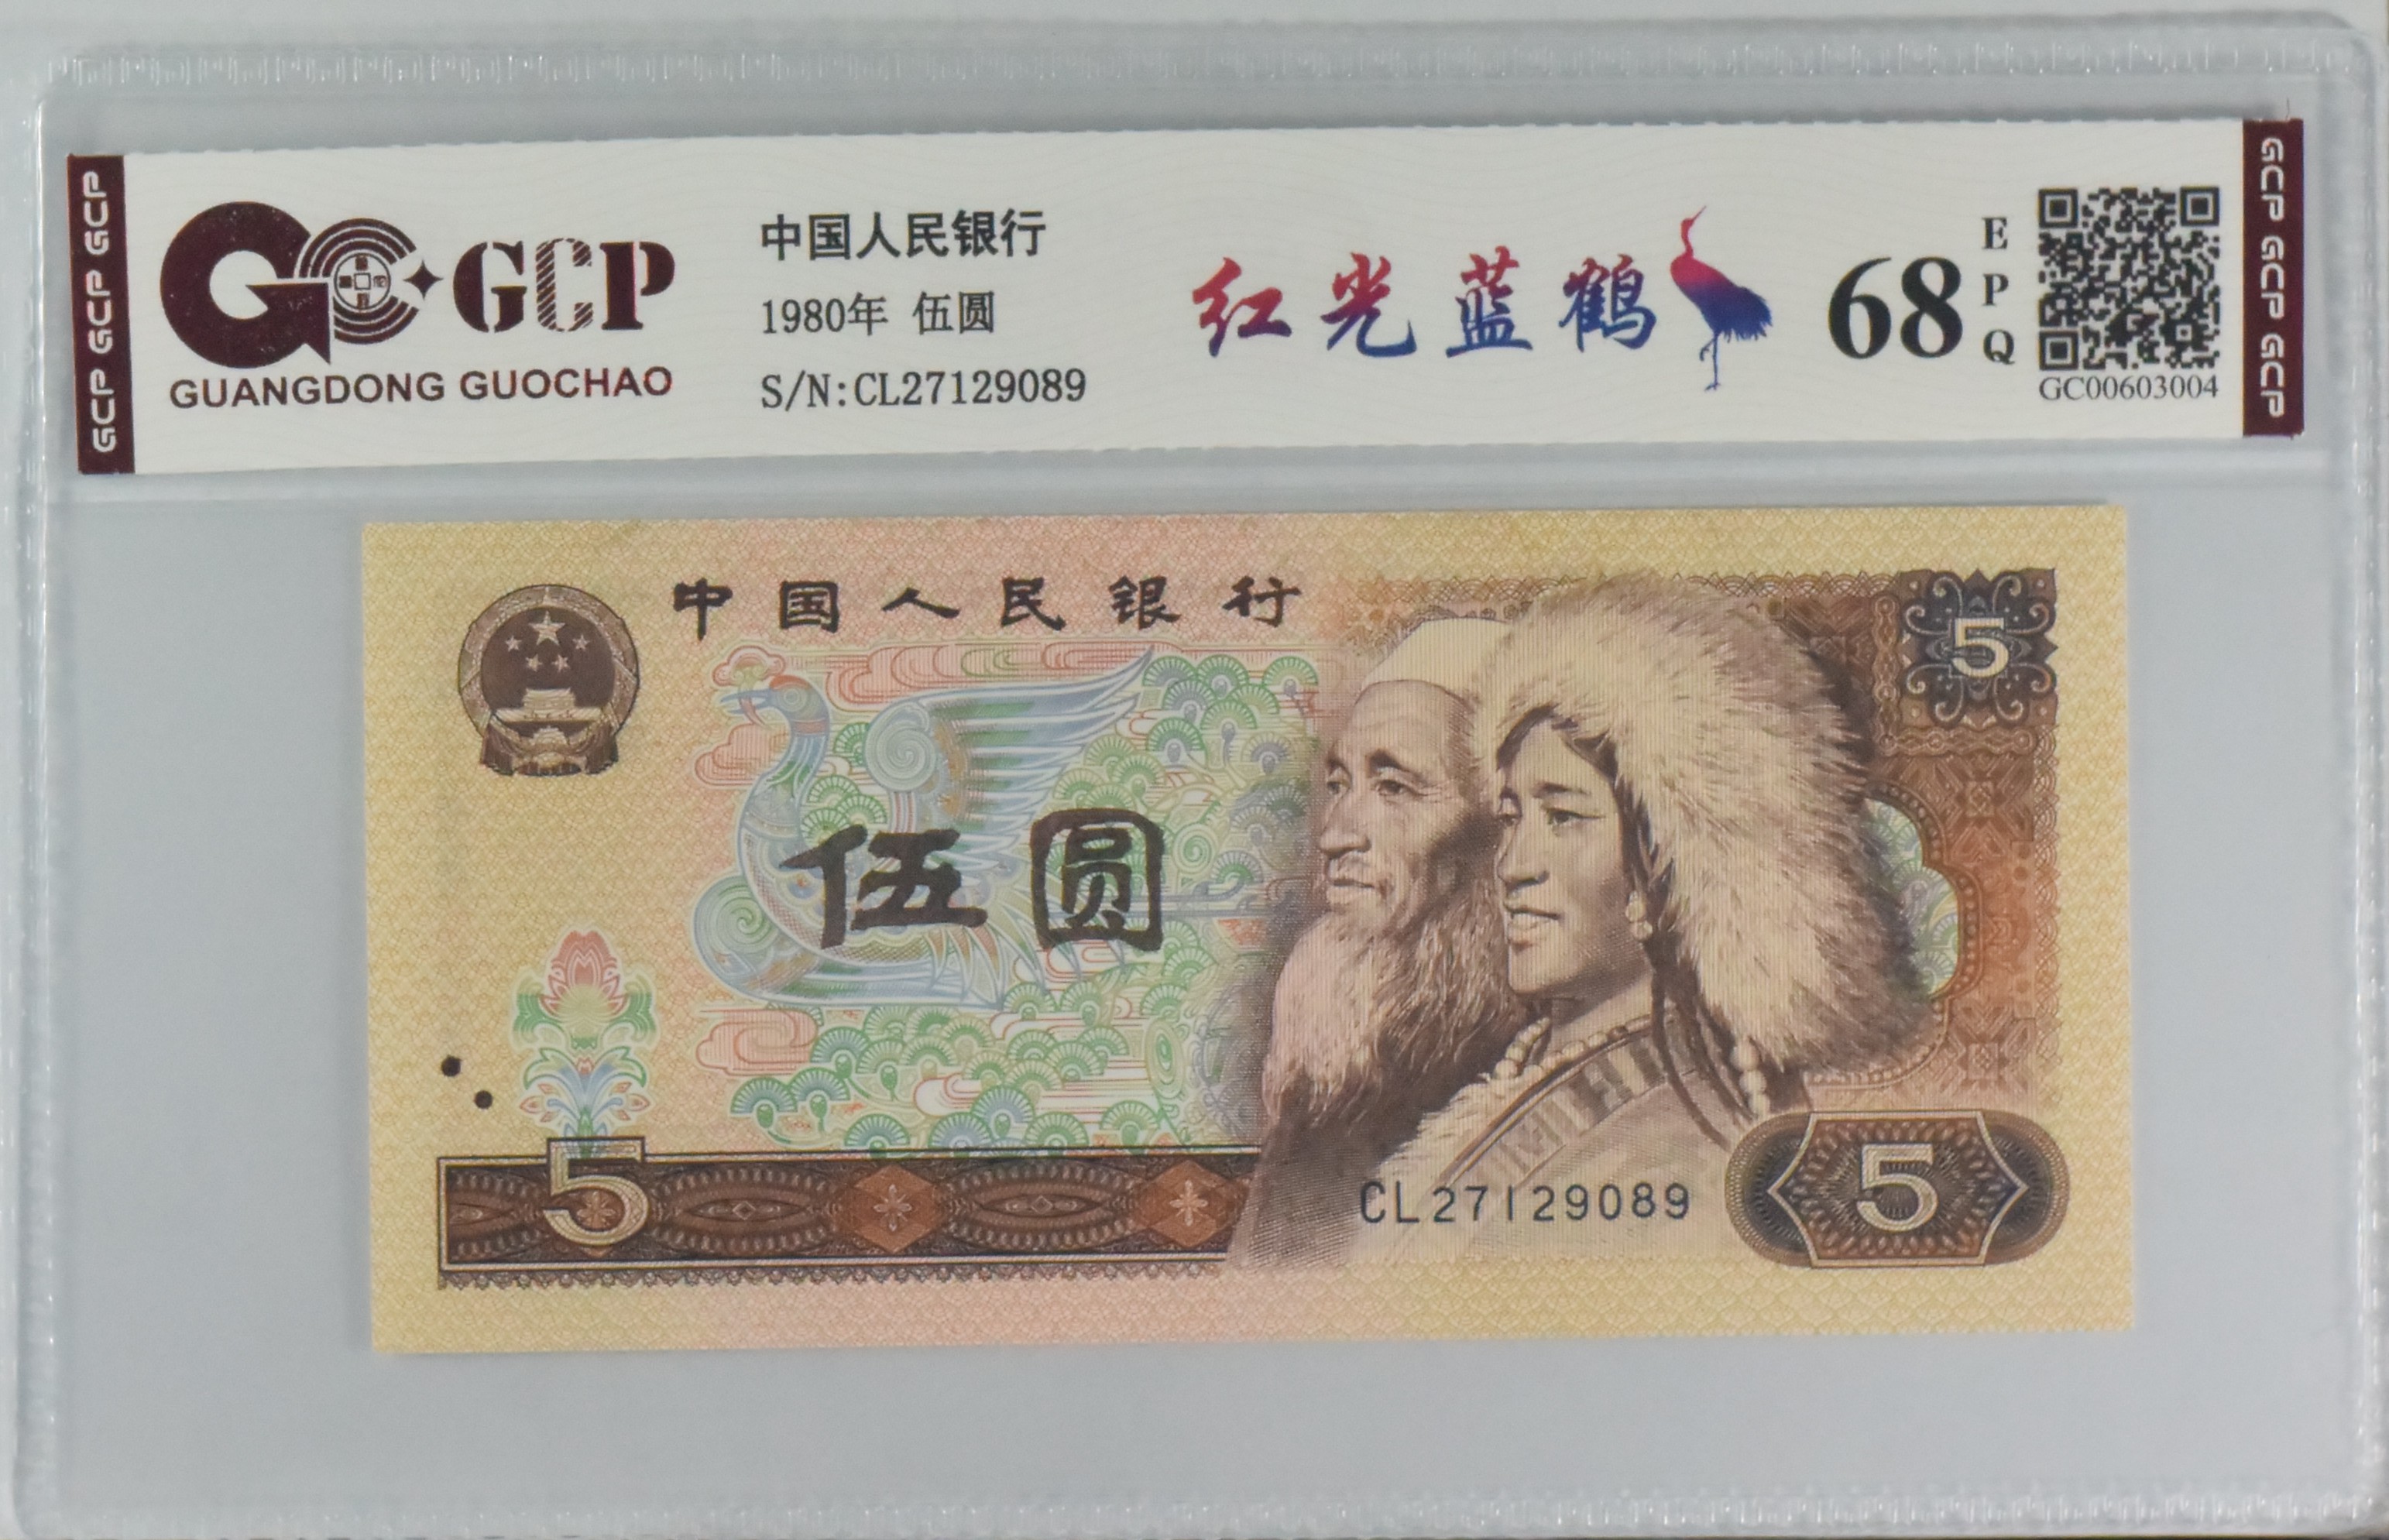 GCP GCP GCP
GCP
GUANGDONG GUOCHAO
中国人民银行
1980年 伍圆
S/N:CL27129089
红光蓝鹤
68
EPQ
GC00603004
GCP GCP GCP
中国人民银行
5
伍圆
5
CL27129089
5